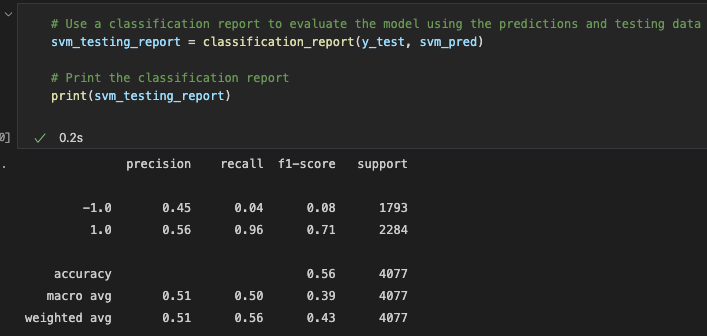 # Use a classification report to evaluate the model using the predictions and testing data
svm_testing_report = classification_report(y_test, svm_pred)
# Print the classification report
print(svm_testing_report)
0] ✓ 0.2s
precision recall f1-score support
-1.0 0.45 0.04 0.08 1793
1.0 0.56 0.96 0.71 2284
accuracy 0.56 4077
macro avg 0.51 0.50 0.39 4077
weighted avg 0.51 0.56 0.43 4077